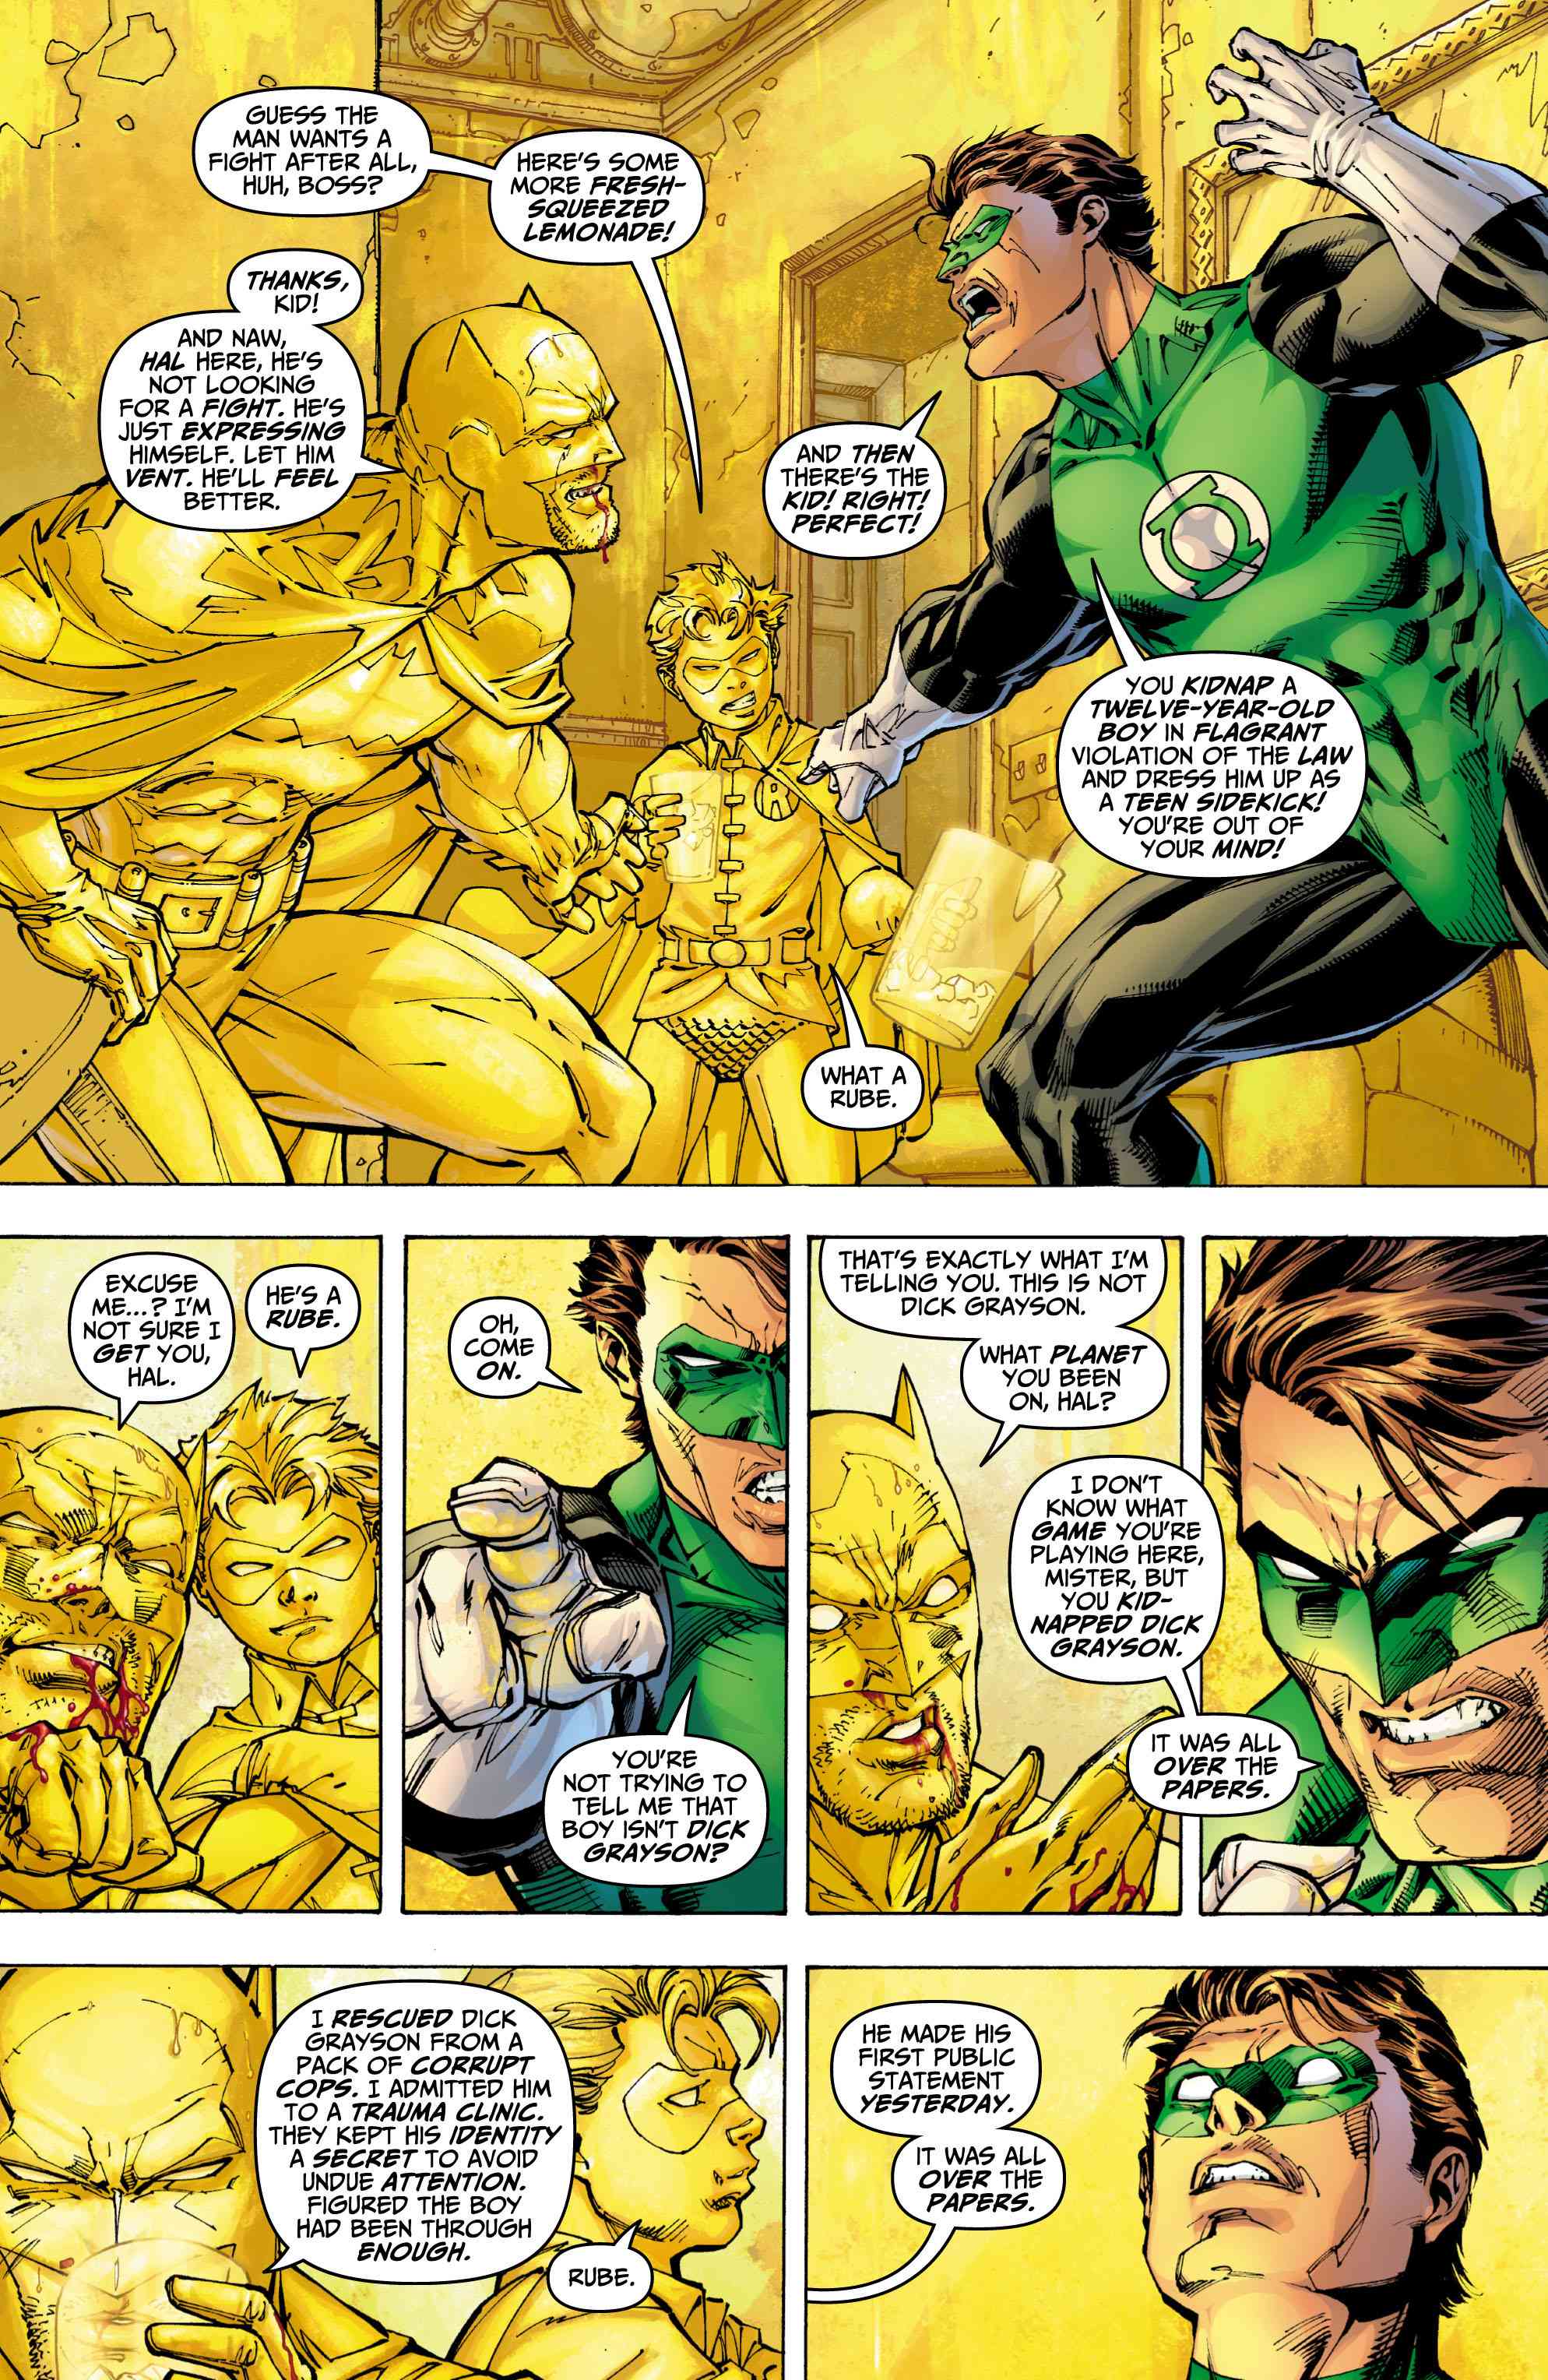 GUESS THE
MAN WANTS A
FIGHT AFTER ALL,
HUH, BOSS?
HERE'S SOME
MORE FRESH-
SQUEEZED
LEMONADE!
THANKS,
KID!
AND NAW,
HAL HERE, HE'S
NOT LOOKING
FOR A FIGHT. HE'S
JUST EXPRESSING
HIMSELF. LET HIM
VENT. HE'LL FEEL
BETTER.
AND THEN
THERE'S THE
KID! RIGHT!
PERFECT!
YOU KIDNAP A
TWELVE-YEAR-OLD
BOY IN FLAGRANT
VIOLATION OF THE LAW
AND DRESS HIM UP AS
A TEEN SIDEKICK!
YOU'RE OUT OF
YOUR MIND!
R
WHAT A
RUBE.
EXCUSE
ME...? I'M
NOT SURE I
GET YOU,
HAL.
HE'S A
RUBE.
OH,
COME
ON.
YOU'RE
NOT TRYING TO
TELL ME THAT
BOY ISN'T DICK
GRAYSON?
THAT'S EXACTLY WHAT I'M
TELLING YOU. THIS IS NOT
DICK GRAYSON.
WHAT PLANET
YOU BEEN
ON, HAL?
I DON'T
KNOW WHAT
GAME YOU'RE
PLAYING HERE,
MISTER, BUT
YOU KID-
NAPPED DICK
GRAYSON.
IT WAS ALL
OVER THE
PAPERS.
I RESCUED DICK
GRAYSON FROM A
PACK OF CORRUPT
COPS. I ADMITTED HIM
TO A TRAUMA CLINIC.
THEY KEPT HIS IDENTITY
A SECRET TO AVOID
UNDUE ATTENTION.
FIGURED THE BOY
HAD BEEN THROUGH
ENOUGH.
RUBE.
HE MADE HIS
FIRST PUBLIC
STATEMENT
YESTERDAY.
IT WAS ALL
OVER THE
PAPERS.